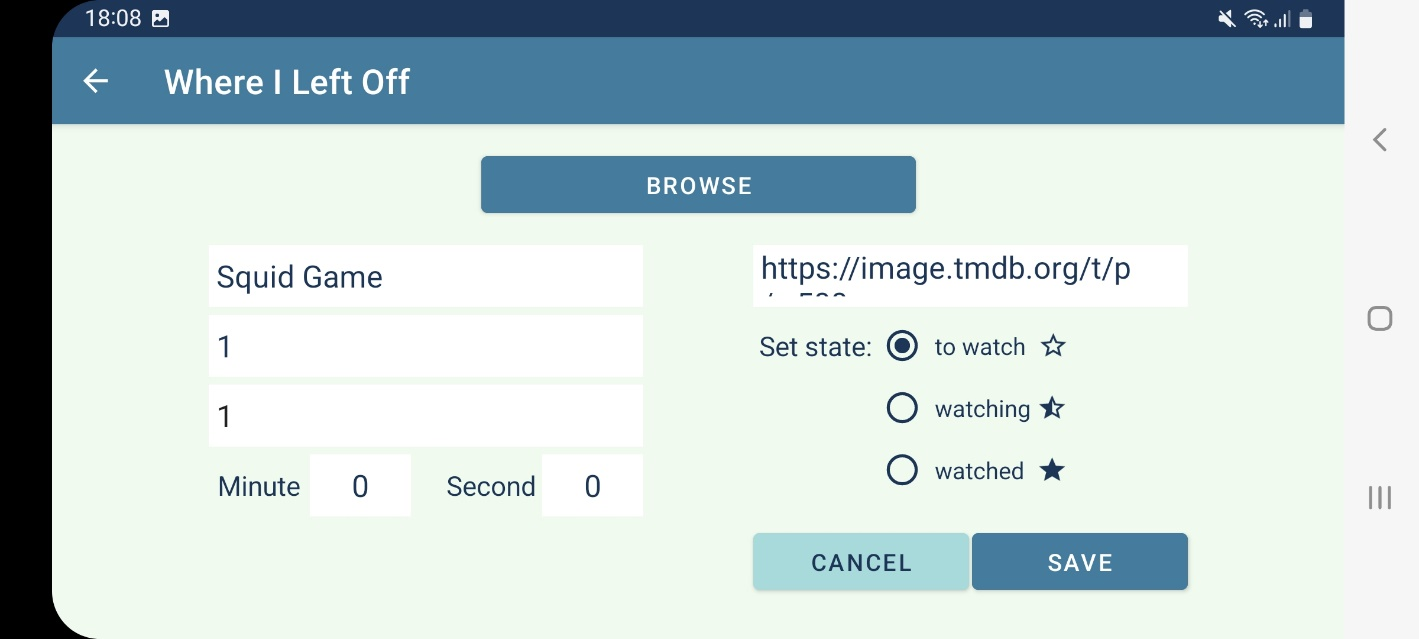 18:08
Where I Left Off
BROWSE
Squid Game
1
1
Minute 0 Second 0
https://image.tmdb.org/t/p
Set state: to watch
watching
watched
CANCEL SAVE